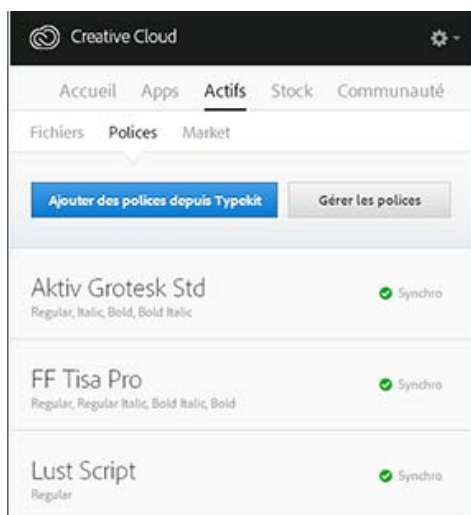 Creative Cloud
Accueil Apps Actifs Stock Communauté
Fichiers Polices Market
Ajouter des polices depuis Typekit Gérer les polices
Aktiv Grotesk Std
Synchro
Regular, Italic, Bold, Bold Italic
FF Tisa Pro
Synchro
Regular, Regular Italic, Bold Italic, Bold
Lust Script
Synchro
Regular